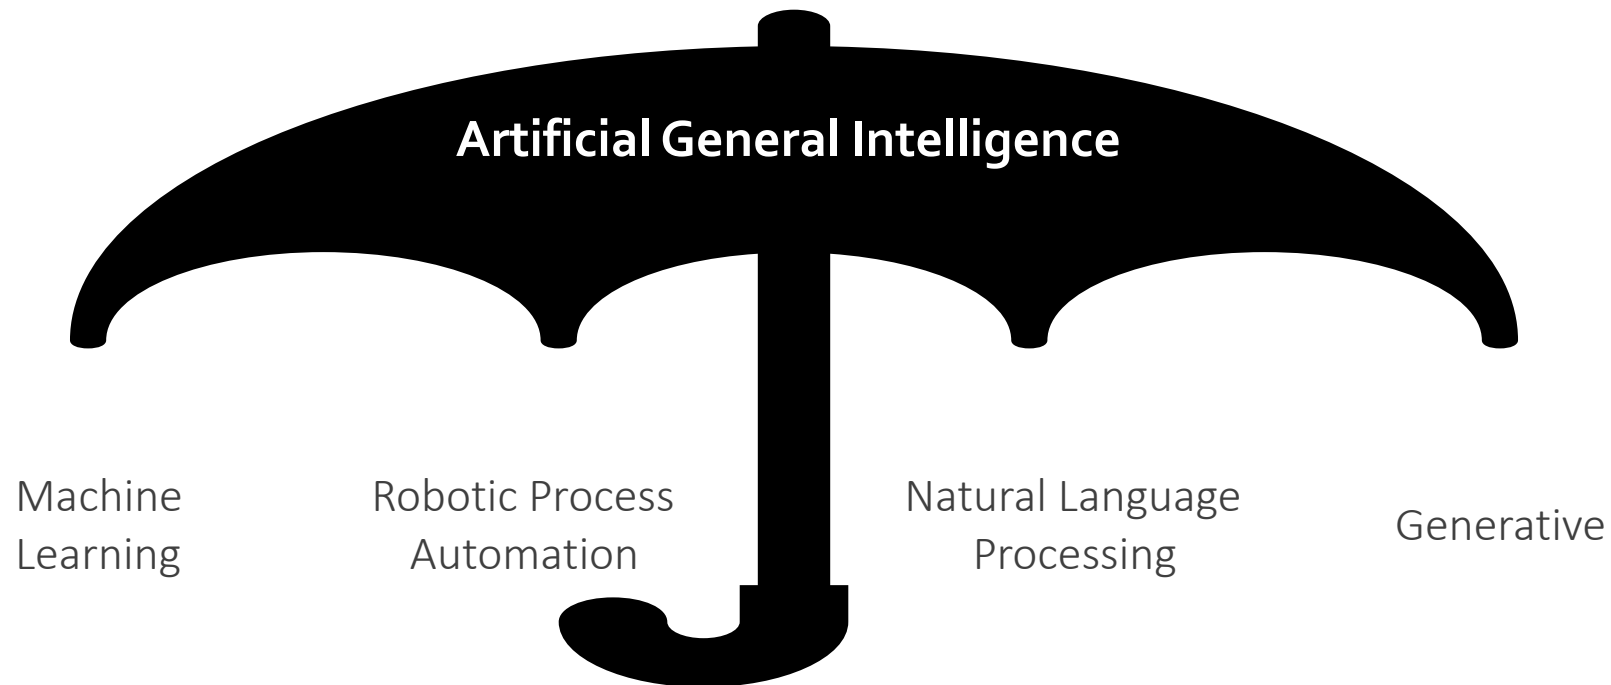 Artificial General Intelligence
Machine
Learning
Robotic Process
Automation
Natural Language
Processing
Generative